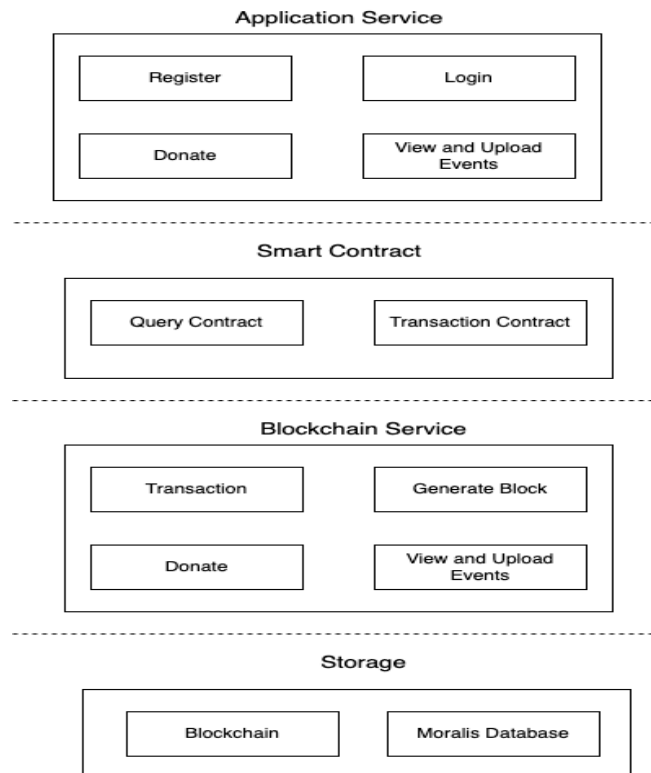 Application Service
Register
Login
Donate
View and Upload
Events
Smart Contract
Query Contract
Transaction Contract
Blockchain Service
Transaction
Generate Block
Donate
View and Upload
Events
Storage
Blockchain
Moralis Database